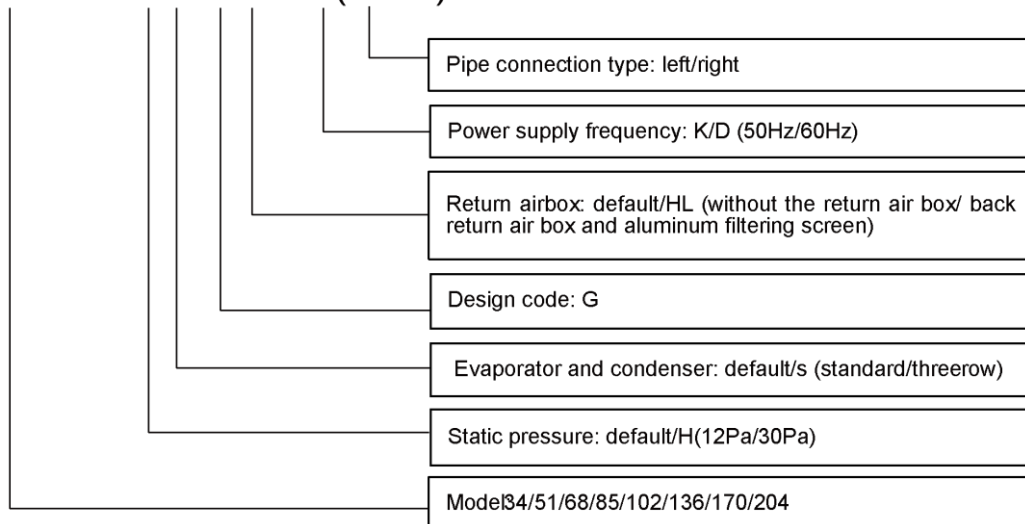 Pipe connection type: left/right
Power supply frequency: K/D (50Hz/60Hz)
Return airbox: default/HL (without the return air box/ back
return air box and aluminum filtering screen)
Design code: G
Evaporator and condenser: default/s (standard/threerow)
Static pressure: default/H(12Pa/30Pa)
Model34/51/68/85/102/136/170/204